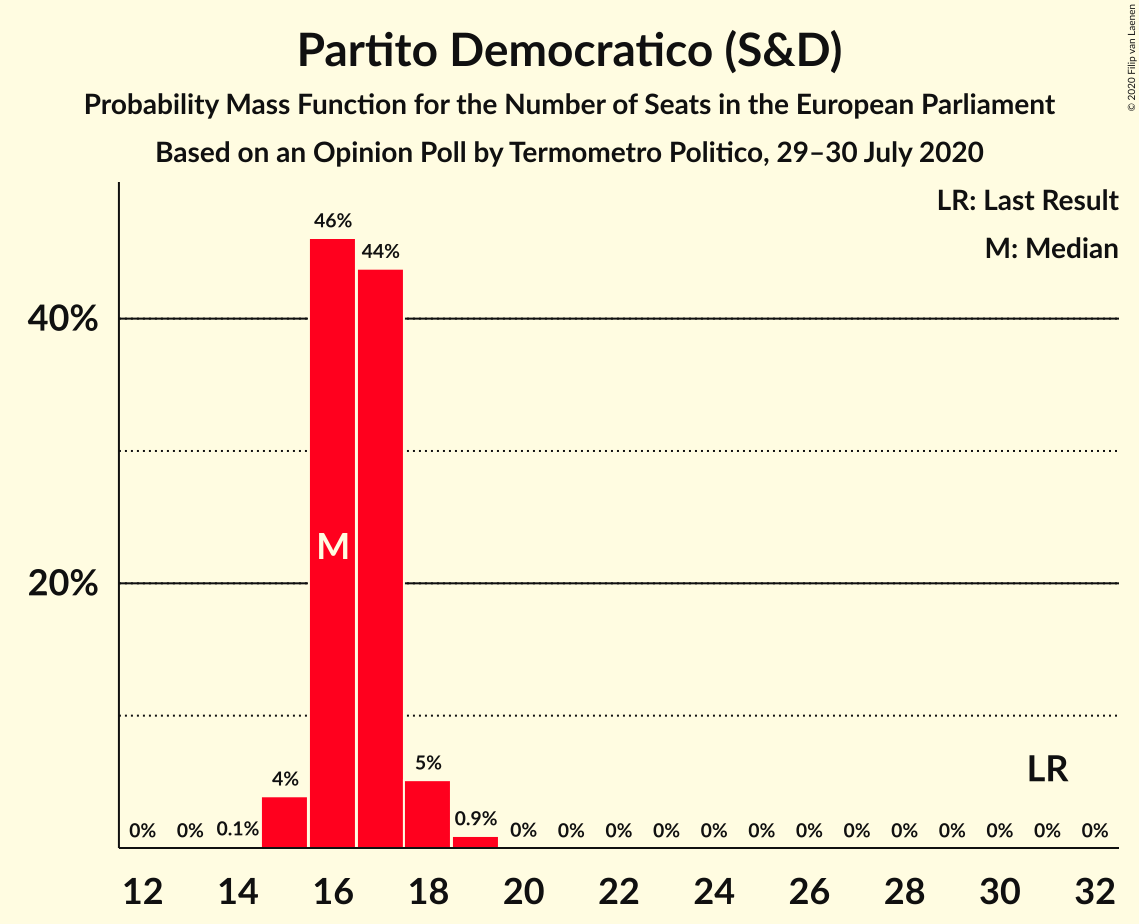 Partito Democratico (S&D)
Probability Mass Function for the Number of Seats in the European Parliament
Based on an Opinion Poll by Termometro Politico, 29–30 July 2020
© 2020 Filip van Laenen
LR: Last Result
M: Median
46%
44%
40%
M
20%
LR
0% 0% 0.1% 4% 5% 0.9% 0% 0% 0% 0% 0% 0% 0% 0% 0% 0% 0% 0% 0%
12 14 16 18 20 22 24 26 28 30 32